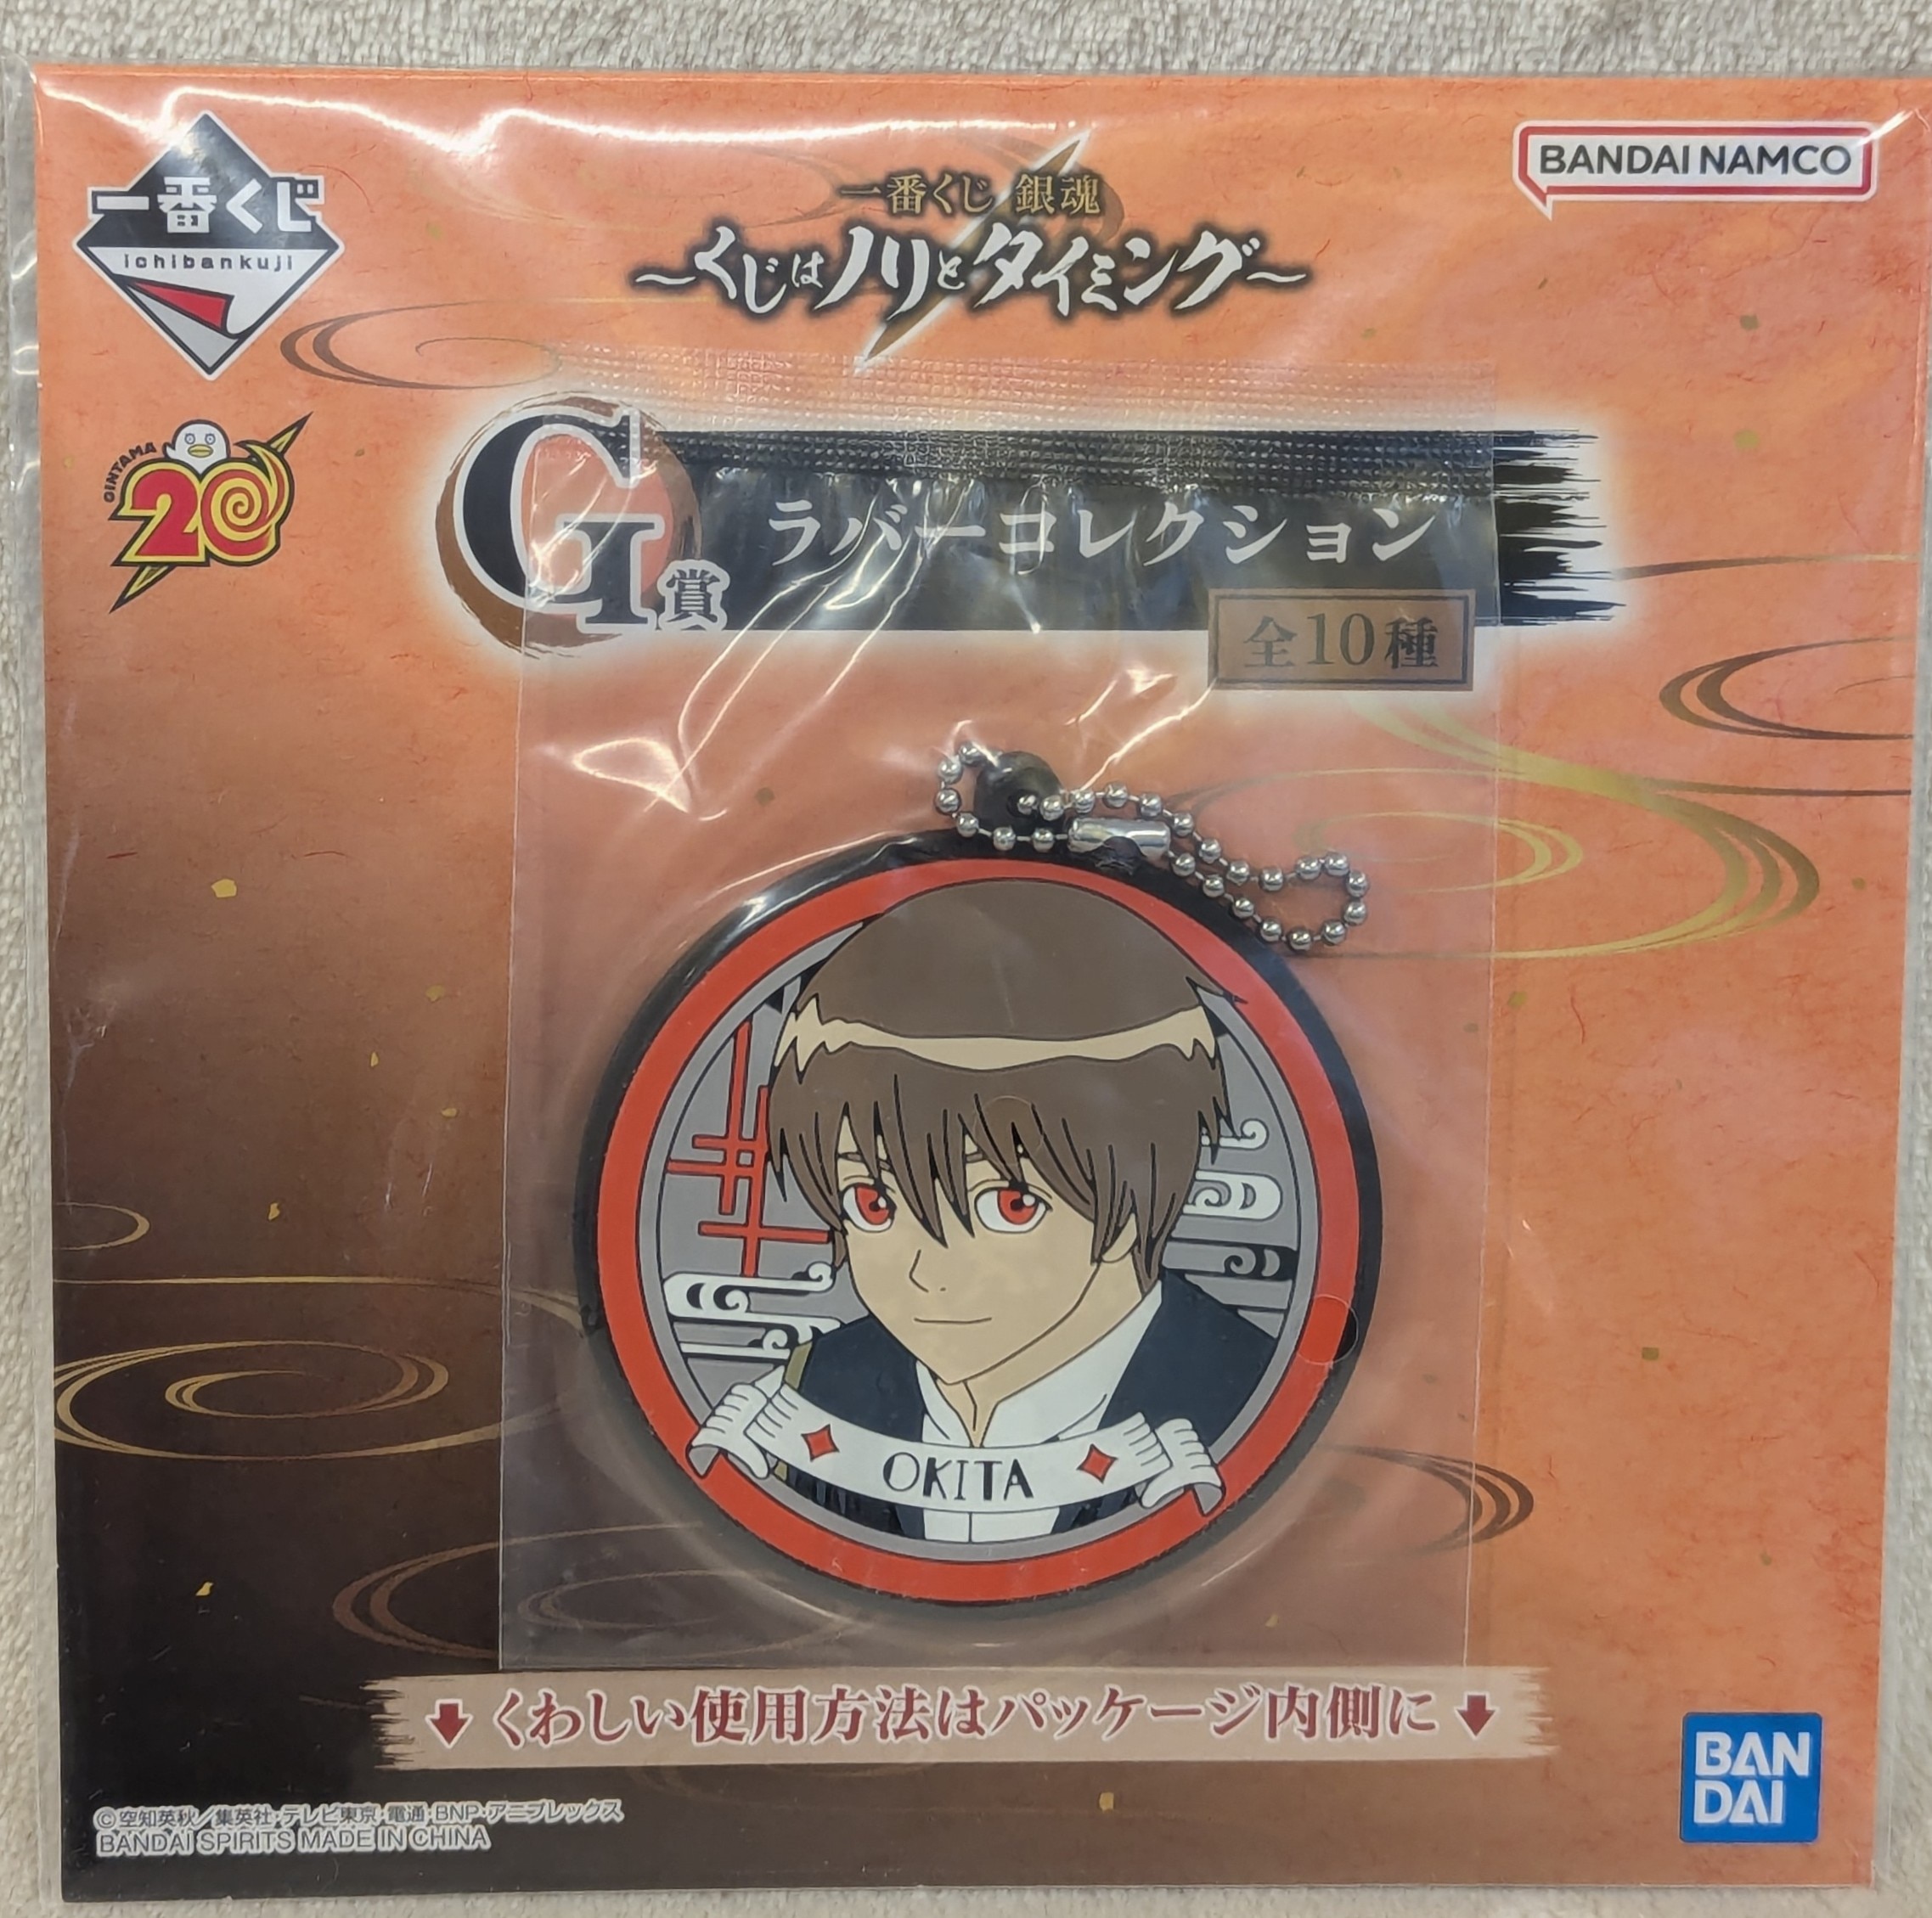 一番くじ
ichibankuji
一番くじ 銀魂
～くじはノリとタイミング～
BANDAI NAMCO
GINTAMA
20
G賞
ラバーコレクション
全10種
OKITA
くわしい使用方法はパッケージ内側に
©空知英秋／集英社・テレビ東京・電通・BNP・アニプレックス
BANDAI SPIRITS MADE IN CHINA
BAN
DAI